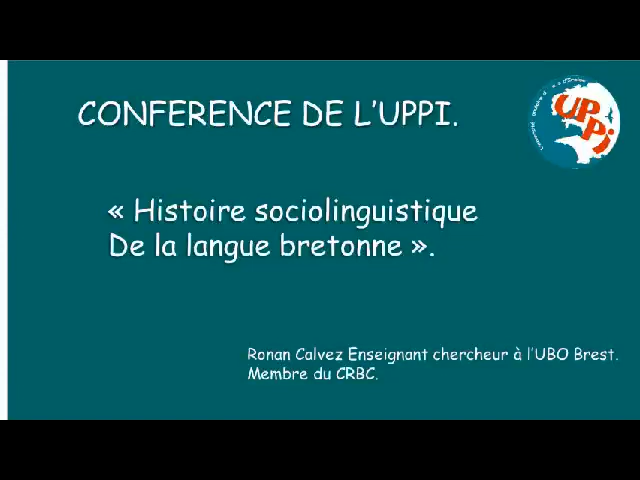 CONFERENCE DE L'UPPI.
UPPi
« Histoire sociolinguistique
De la langue bretonne ».
Ronan Calvez Enseignant chercheur à l'UBO Brest.
Membre du CRBC.